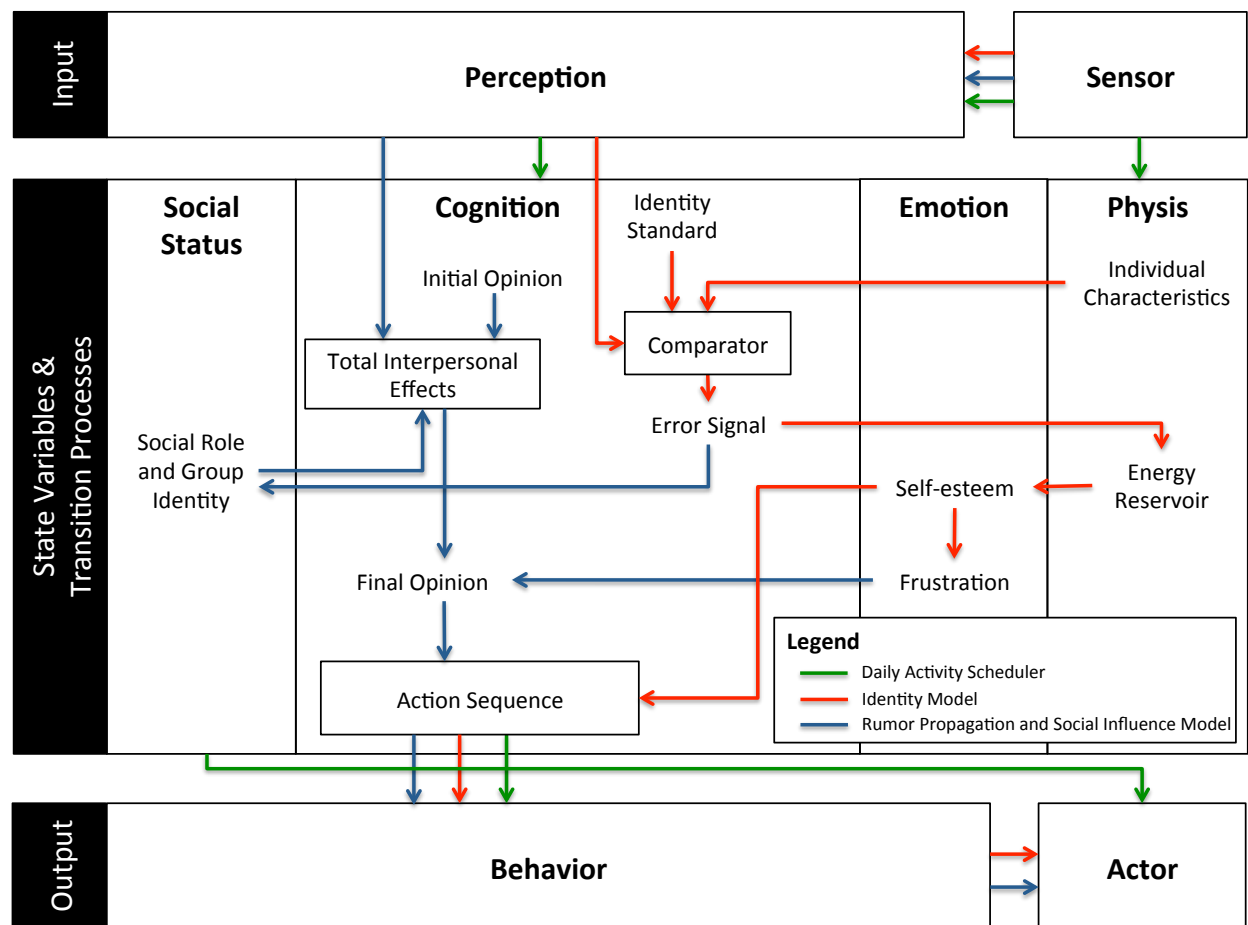 Input
Perception
Sensor
State Variables &
Transition Processes
Social
Status
Cognition
Emotion
Physis
Identity
Standard
Initial Opinion
Individual
Characteristics
Total Interpersonal
Effects
Comparator
Error Signal
Social Role
and Group
Identity
Self-esteem
Energy
Reservoir
Final Opinion
Frustration
Action Sequence
Legend
Daily Activity Scheduler
Identity Model
Rumor Propagation and Social Influence Model
Output
Behavior
Actor